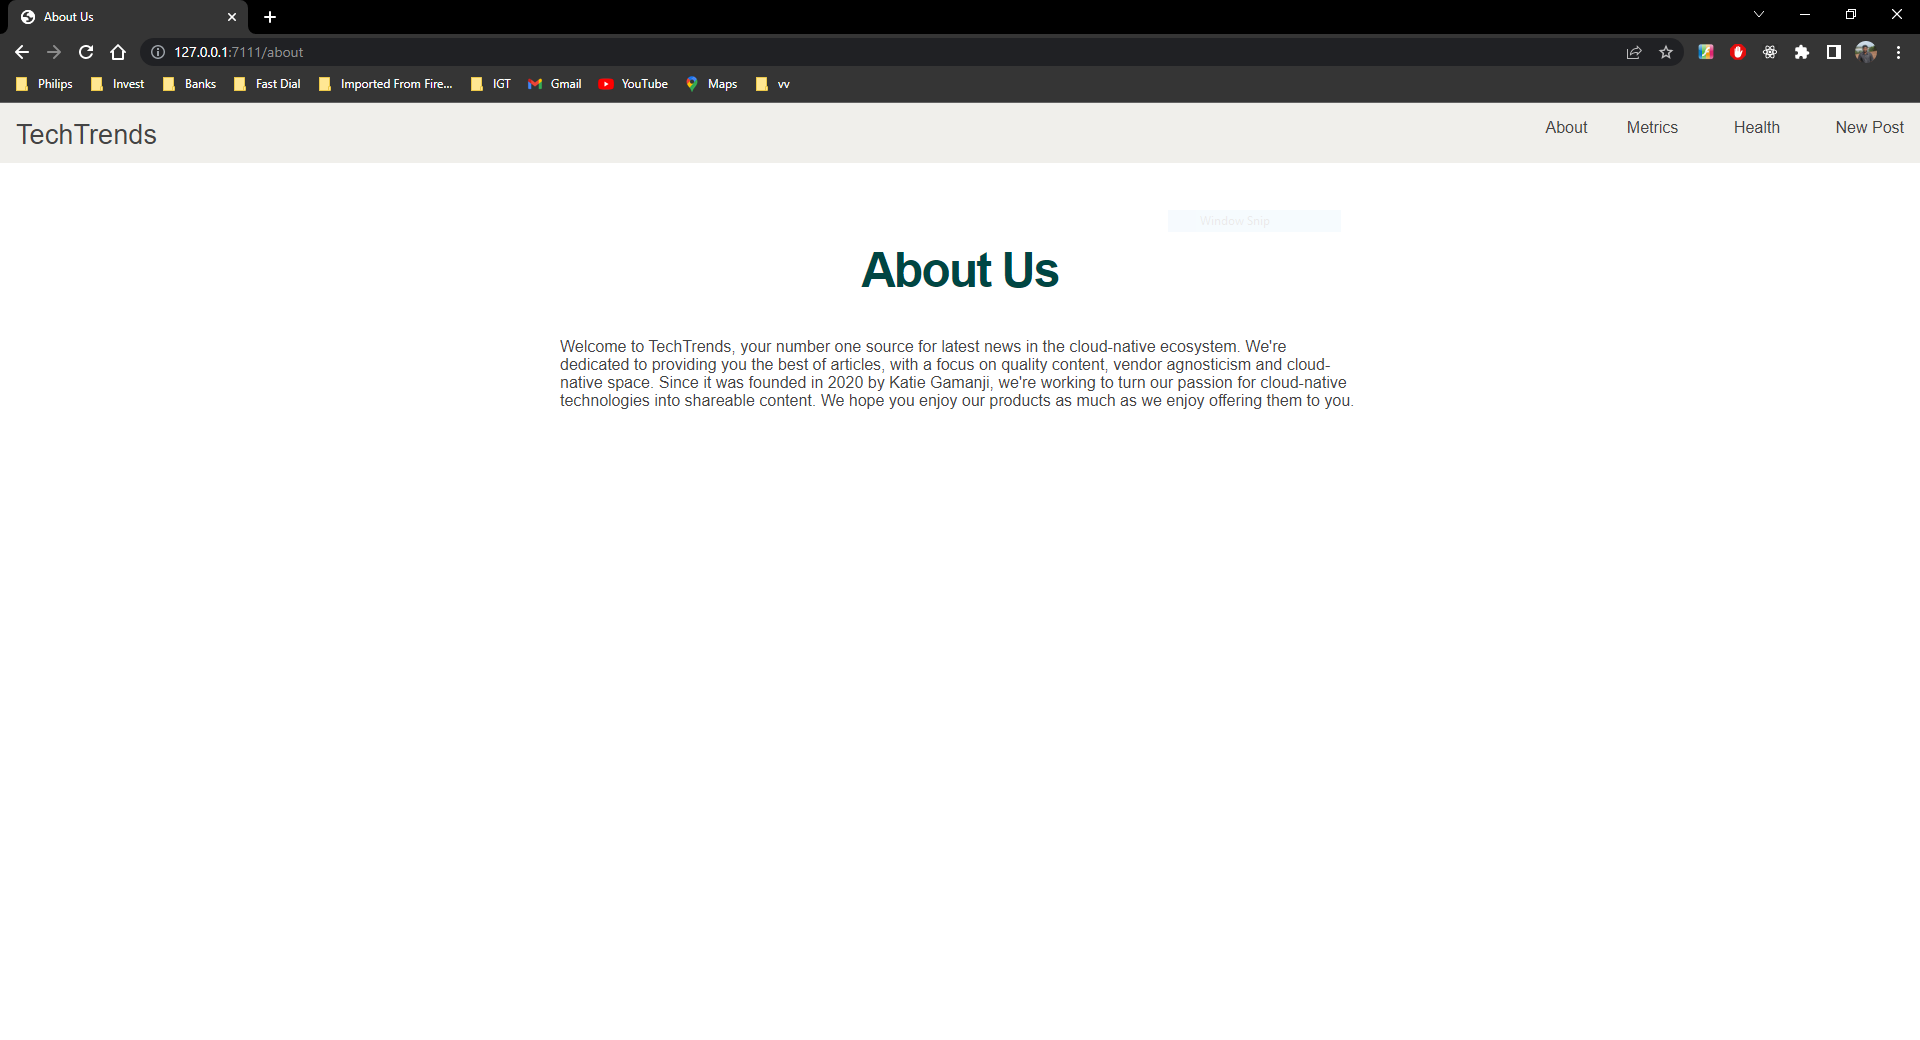 About Us
127.0.0.1:7111/about
Philips Invest Banks Fast Dial Imported From Fire... IGT Gmail YouTube Maps vv
TechTrends About Metrics Health New Post
Window Snip
About Us
Welcome to TechTrends, your number one source for latest news in the cloud-native ecosystem. We're
dedicated to providing you the best of articles, with a focus on quality content, vendor agnosticism and cloud-
native space. Since it was founded in 2020 by Katie Gamanji, we're working to turn our passion for cloud-native
technologies into shareable content. We hope you enjoy our products as much as we enjoy offering them to you.